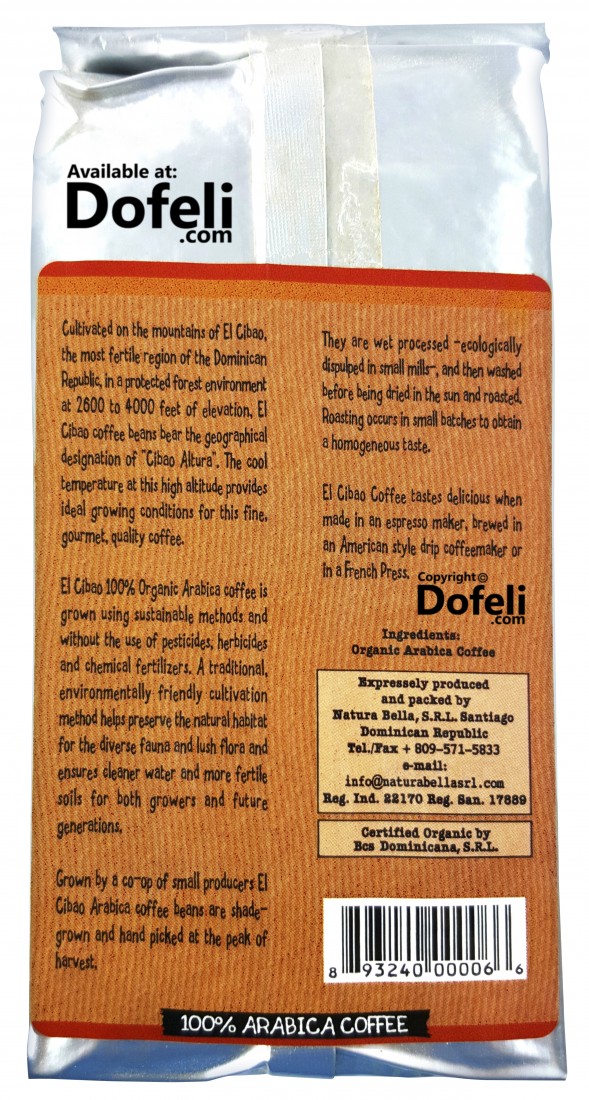 Available at:
Dofeli
.com
Cultivated on the mountains of El Cibao,
the most fertile region of the Dominican
Republic, in a protected forest environment
at 2600 to 4000 feet of elevation, El
Cibao coffee beans bear the geographical
designation of "Cibao Altura". The cool
temperature at this high altitude provides
ideal growing conditions for this fine,
gourmet, quality coffee.
El Cibao 100% Organic Arabica coffee is
grown using sustainable methods and
without the use of pesticides, herbicides
and chemical fertilizers. A traditional,
environmentally friendly cultivation
method helps preserve the natural habitat
for the diverse fauna and lush flora and
ensures cleaner water and more fertile
soils for both growers and future
generations.
Grown by a co-op of small producers El
Cibao Arabica coffee beans are shade-
grown and hand picked at the peak of
harvest.
They are wet processed -ecologically
dispulped in small mills-, and then washed
before being dried in the sun and roasted.
Roasting occurs in small batches to obtain
a homogeneous taste.
El Cibao Coffee tastes delicious when
made in an espresso maker, brewed in
an American style drip coffeemaker or
in a French Press.
Copyright©
Dofeli
.com
Ingredients:
Organic Arabica Coffee
Expressely produced
and packed by
Natura Bella, S.R.L. Santiago
Dominican Republic
Tel./Fax + 809-571-5833
e-mail:
info@naturabellasrl.com
Reg. Ind. 22170 Reg. San. 17889
Certified Organic by
Bcs Dominicana, S.R.L.
8 93240 00006 6
100% ARABICA COFFEE